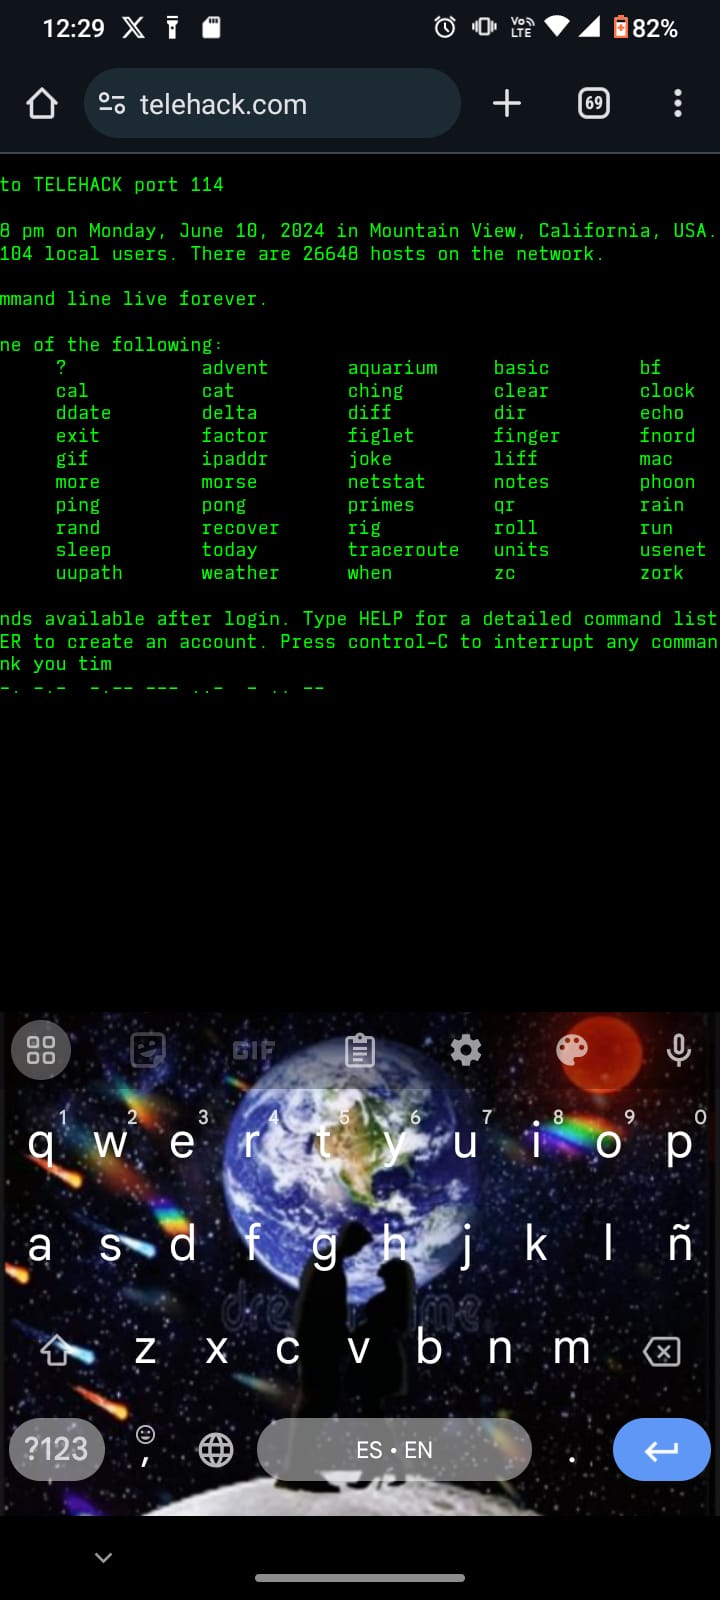 12:29 Vo) LTE 82%
telehack.com 69
to TELEHACK port 114
8 pm on Monday, June 10, 2024 in Mountain View, California, USA.
104 local users. There are 26648 hosts on the network.
mmand line live forever.
ne of the following:
? advent aquarium basic bf
cal cat ching clear clock
ddate delta diff dir echo
exit factor figlet finger fnord
gif ipaddr joke liff mac
more morse netstat notes phoon
ping pong primes qr rain
rand recover rig roll run
sleep today traceroute units usenet
uupath weather when zc zork
nds available after login. Type HELP for a detailed command list
ER to create an account. Press control-C to interrupt any comman
nk you tim
-. -.-  -.-- --- ..-  - .. --
GIF
1 2 3 4 5 6 7 8 9 0
q w e r t y u i o p
a s d f g h j k l ñ
z x c v b n m
?123 , ES • EN .